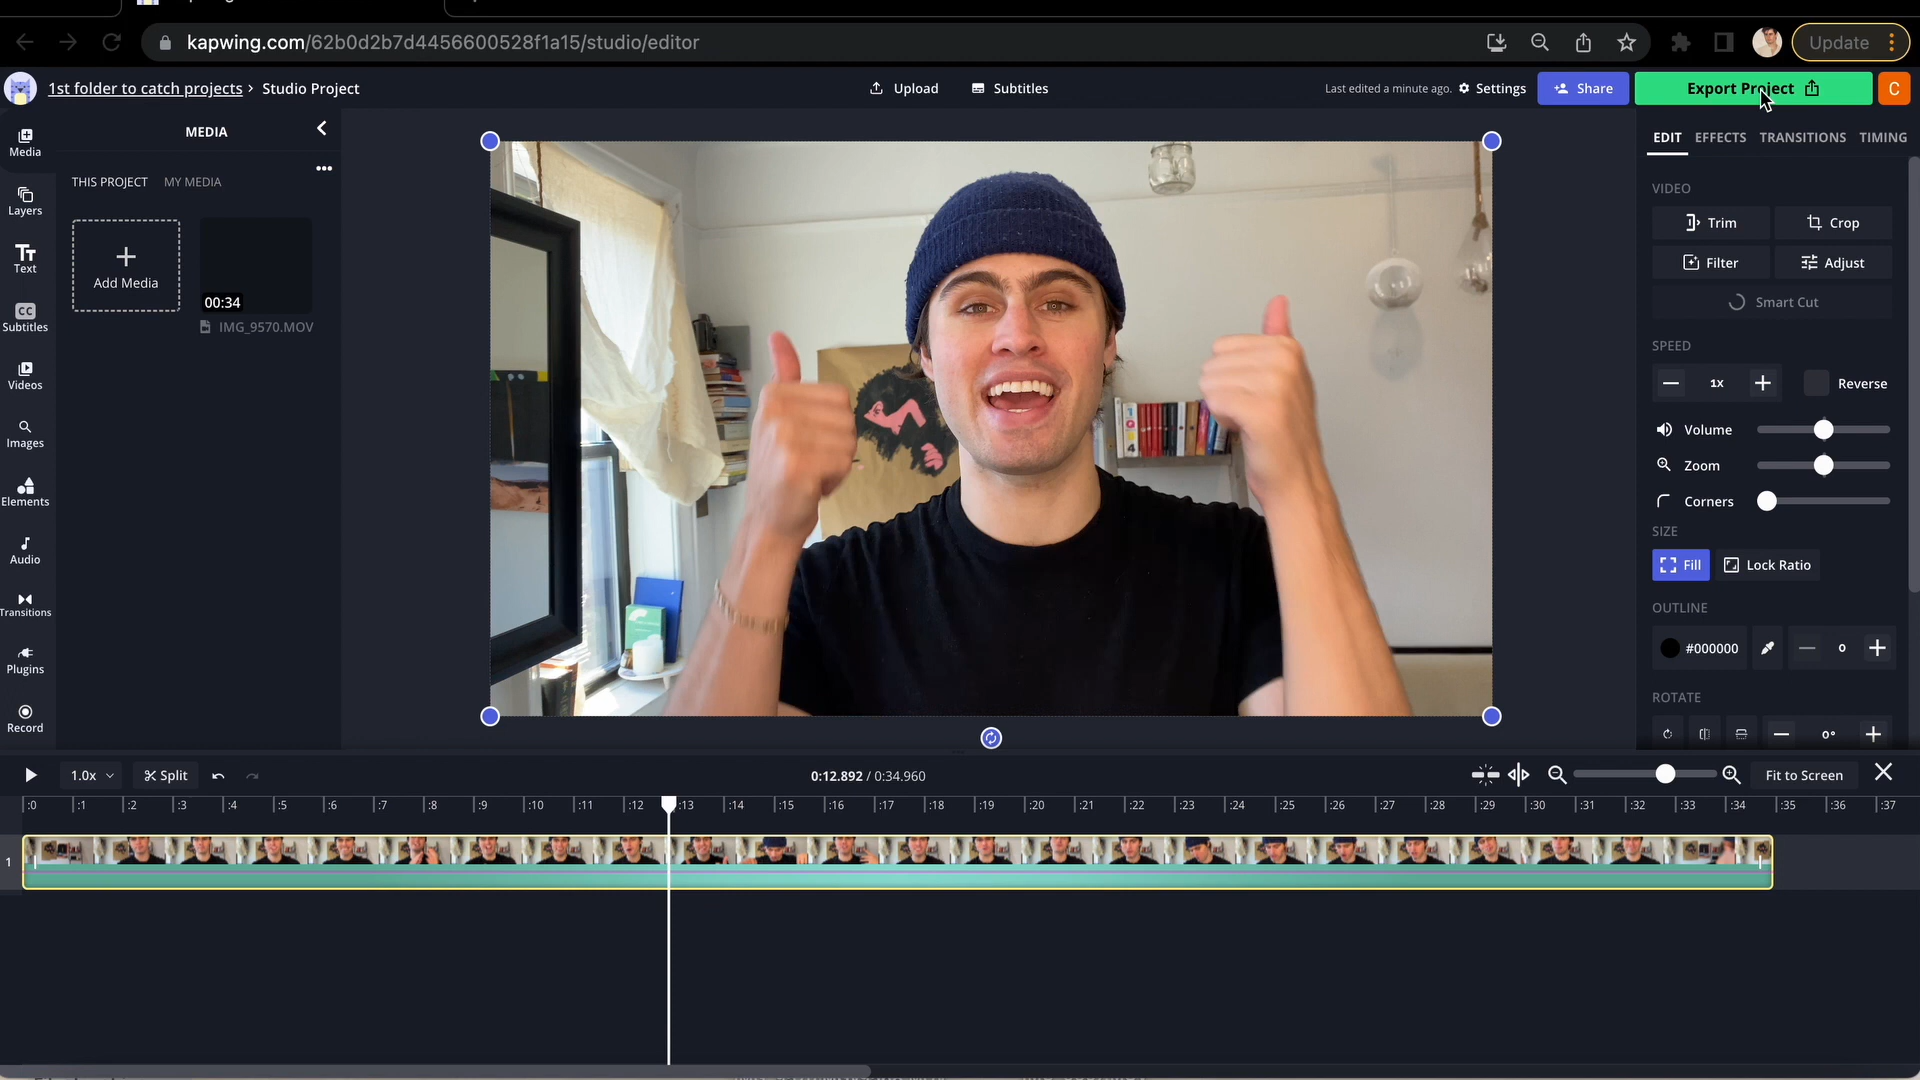 kapwing.com/62b0d2b7d4456600528f1a15/studio/editor
Update
1st folder to catch projects › Studio Project
Upload
Subtitles
Last edited a minute ago.
Settings
Share
Export Project
C
Media
Layers
Text
Subtitles
Videos
Images
Elements
Audio
Transitions
Plugins
Record
MEDIA
THIS PROJECT
MY MEDIA
Add Media
00:34
IMG_9570.MOV
EDIT
EFFECTS
TRANSITIONS
TIMING
VIDEO
Trim
Crop
Filter
Adjust
Smart Cut
SPEED
1x
Reverse
Volume
Zoom
Corners
SIZE
Fill
Lock Ratio
OUTLINE
#000000
0
ROTATE
0°
1.0x
Split
0:12.892 / 0:34.960
Fit to Screen
:0 :1 :2 :3 :4 :5 :6 :7 :8 :9 :10 :11 :12 :13 :14 :15 :16 :17 :18 :19 :20 :21 :22 :23 :24 :25 :26 :27 :28 :29 :30 :31 :32 :33 :34 :35 :36 :37
1